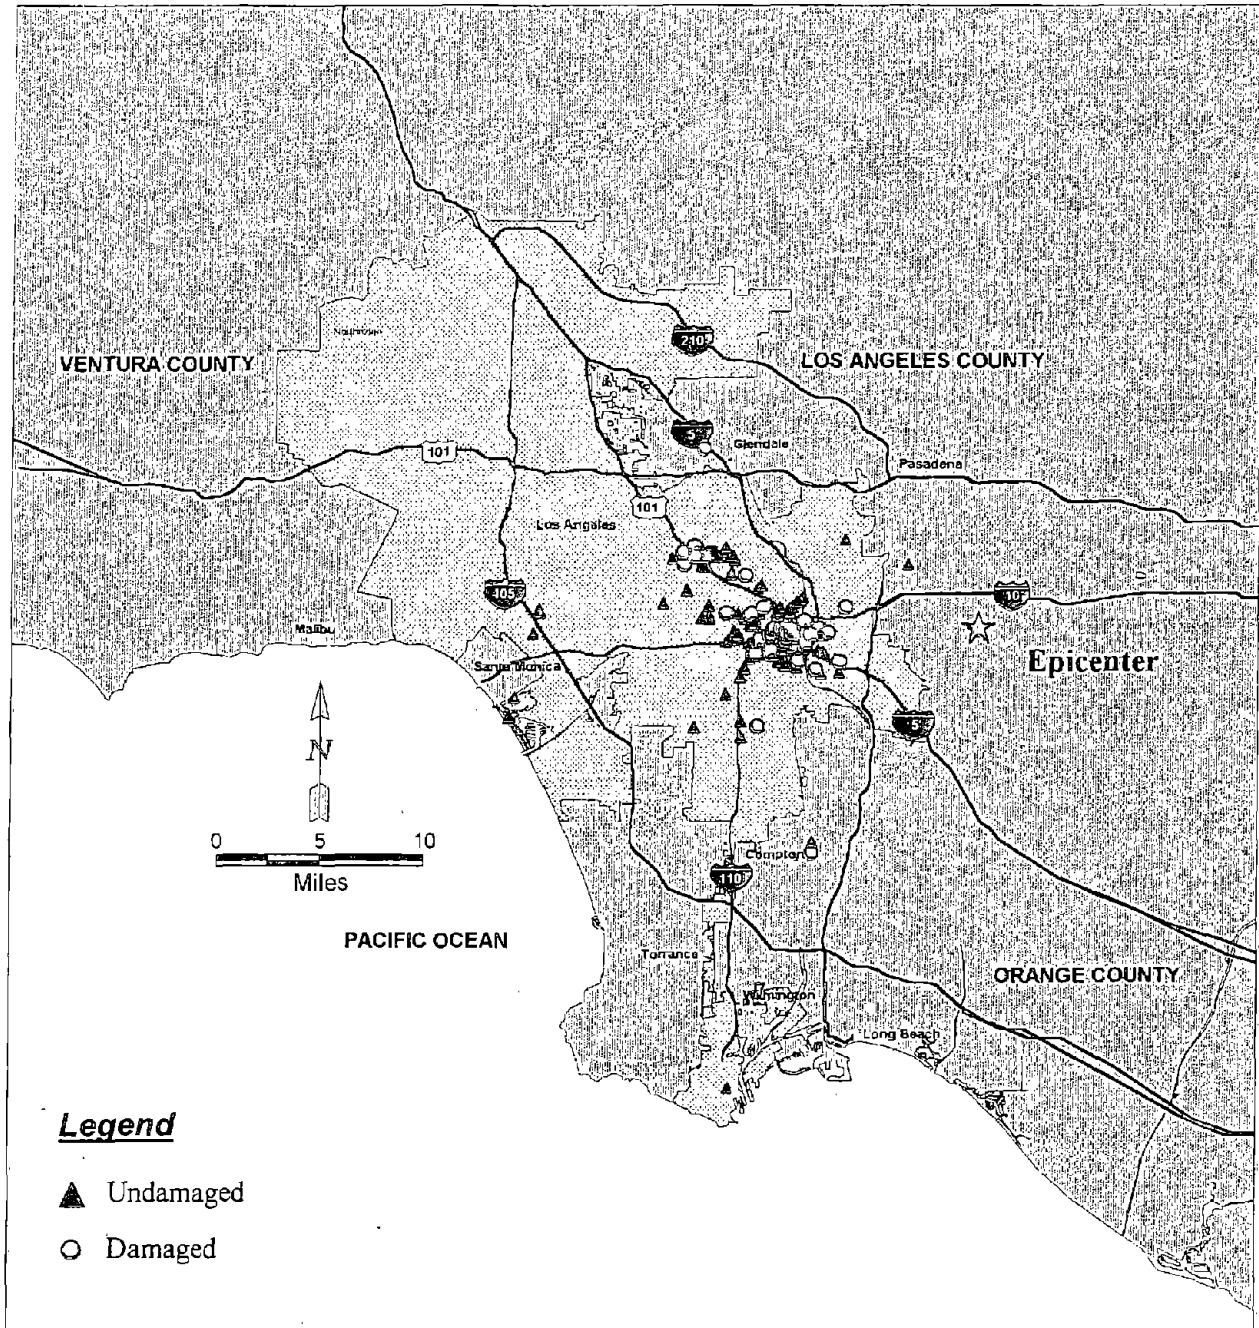 210
VENTURA COUNTY
LOS ANGELES COUNTY
5
Glendale
101
Pasadena
101
Los Angeles
405
10
Malibu
Santa Monica
Epicenter
5
N
0 5 10
Miles
Compton
110
PACIFIC OCEAN
Torrance
ORANGE COUNTY
Wilmington
Long Beach
Legend
Undamaged
Damaged